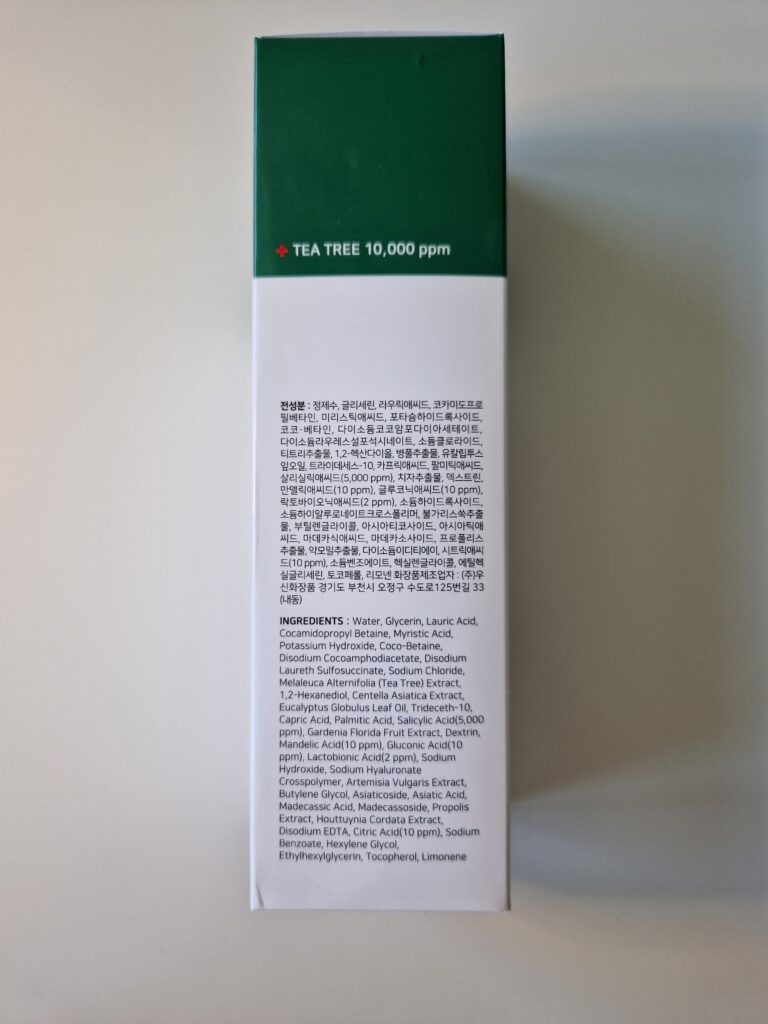 TEA TREE 10,000 ppm
전성분 : 정제수, 글리세린, 라우릭애씨드, 코카미도프로
필베타인, 미리스틱애씨드, 포타슘하이드록사이드,
코코-베타인, 다이소듐코코암포다이아세테이트,
다이소듐라우레스설포석시네이트, 소듐클로라이드,
티트리추출물, 1,2-헥산다이올, 병풀추출물, 유칼립투스
잎오일, 트라이데세스-10, 카프릭애씨드, 팔미틱애씨드,
살리실릭애씨드(5,000 ppm), 치자추출물, 덱스트린,
만델릭애씨드(10 ppm), 글루코닉애씨드(10 ppm),
락토바이오닉애씨드(2 ppm), 소듐하이드록사이드,
소듐하이알루로네이트크로스폴리머, 불가리스쑥추출
물, 부틸렌글라이콜, 아시아티코사이드, 아시아틱애
씨드, 마데카식애씨드, 마데카소사이드, 프로폴리스
추출물, 약모밀추출물, 다이소듐이디티에이, 시트릭애씨
드(10 ppm), 소듐벤조에이트, 헥실렌글라이콜, 에틸헥
실글리세린, 토코페롤, 리모넨 화장품제조업자 : (주)우
신화장품 경기도 부천시 오정구 수도로125번길 33
(내동)
INGREDIENTS : Water, Glycerin, Lauric Acid,
Cocamidopropyl Betaine, Myristic Acid,
Potassium Hydroxide, Coco-Betaine,
Disodium Cocoamphodiacetate, Disodium
Laureth Sulfosuccinate, Sodium Chloride,
Melaleuca Alternifolia (Tea Tree) Extract,
1,2-Hexanediol, Centella Asiatica Extract,
Eucalyptus Globulus Leaf Oil, Trideceth-10,
Capric Acid, Palmitic Acid, Salicylic Acid(5,000
ppm), Gardenia Florida Fruit Extract, Dextrin,
Mandelic Acid(10 ppm), Gluconic Acid(10
ppm), Lactobionic Acid(2 ppm), Sodium
Hydroxide, Sodium Hyaluronate
Crosspolymer, Artemisia Vulgaris Extract,
Butylene Glycol, Asiaticoside, Asiatic Acid,
Madecassic Acid, Madecassoside, Propolis
Extract, Houttuynia Cordata Extract,
Disodium EDTA, Citric Acid(10 ppm), Sodium
Benzoate, Hexylene Glycol,
Ethylhexylglycerin, Tocopherol, Limonene